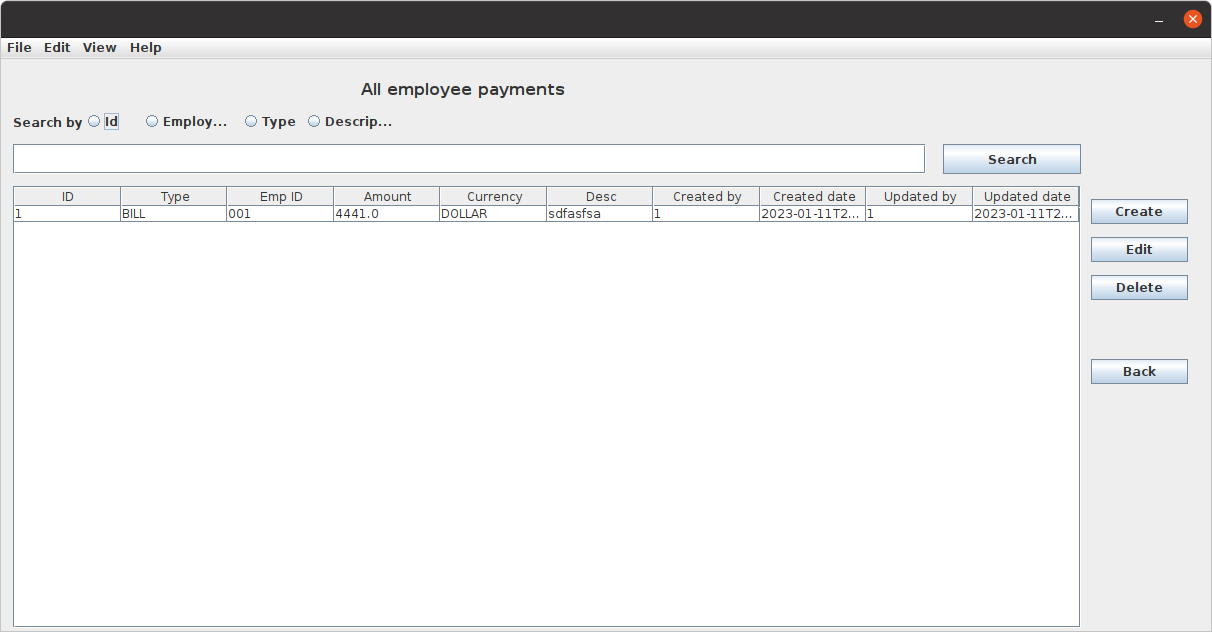 File Edit View Help
All employee payments
Search by Id Employ... Type Descrip...
Search
ID Type Emp ID Amount Currency Desc Created by Created date Updated by Updated date
1 BILL 001 4441.0 DOLLAR sdfasfsa 1 2023-01-11T2... 1 2023-01-11T2...
Create
Edit
Delete
Back